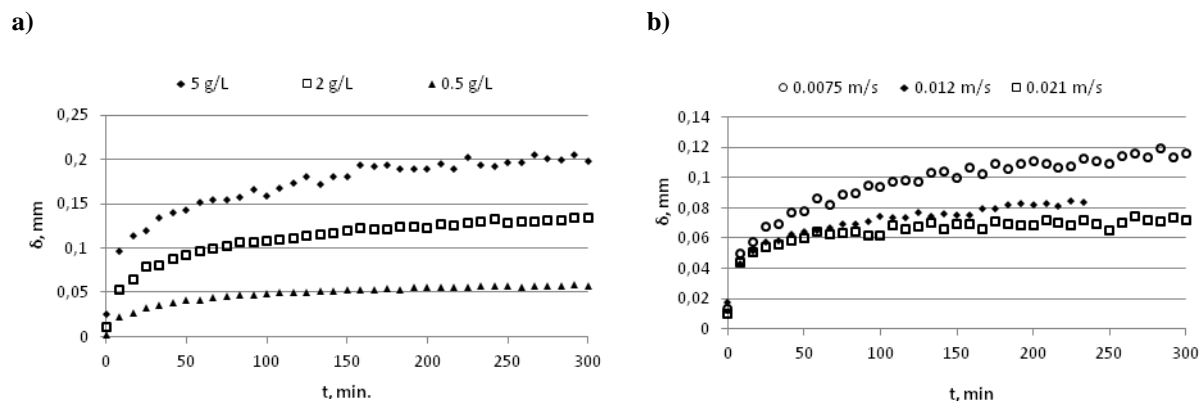 a)
5 g/L 2 g/L 0.5 g/L
0,25
0,2
0,15
0,1
0,05
0
δ, mm
0 50 100 150 200 250 300
t, min.
b)
0.0075 m/s 0.012 m/s 0.021 m/s
0,14
0,12
0,1
0,08
0,06
0,04
0,02
0
δ, mm
0 50 100 150 200 250 300
t, min